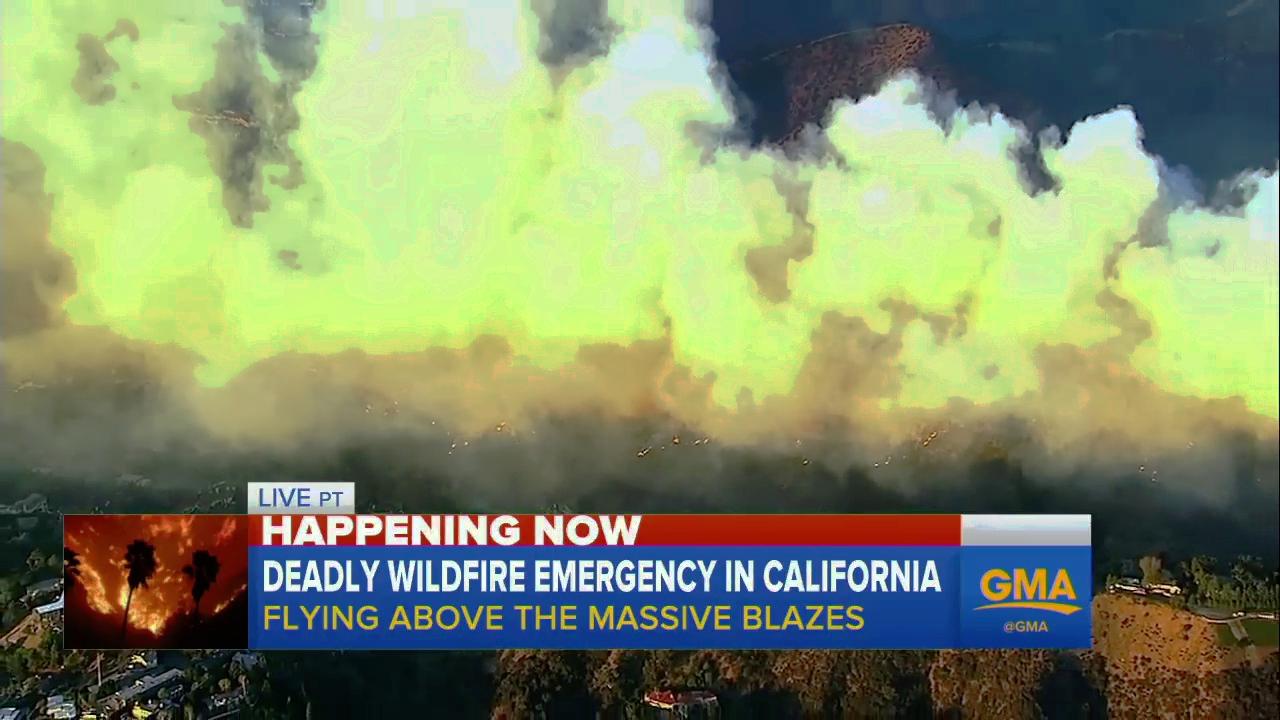 LIVE PT
HAPPENING NOW
DEADLY WILDFIRE EMERGENCY IN CALIFORNIA
FLYING ABOVE THE MASSIVE BLAZES
GMA
@GMA